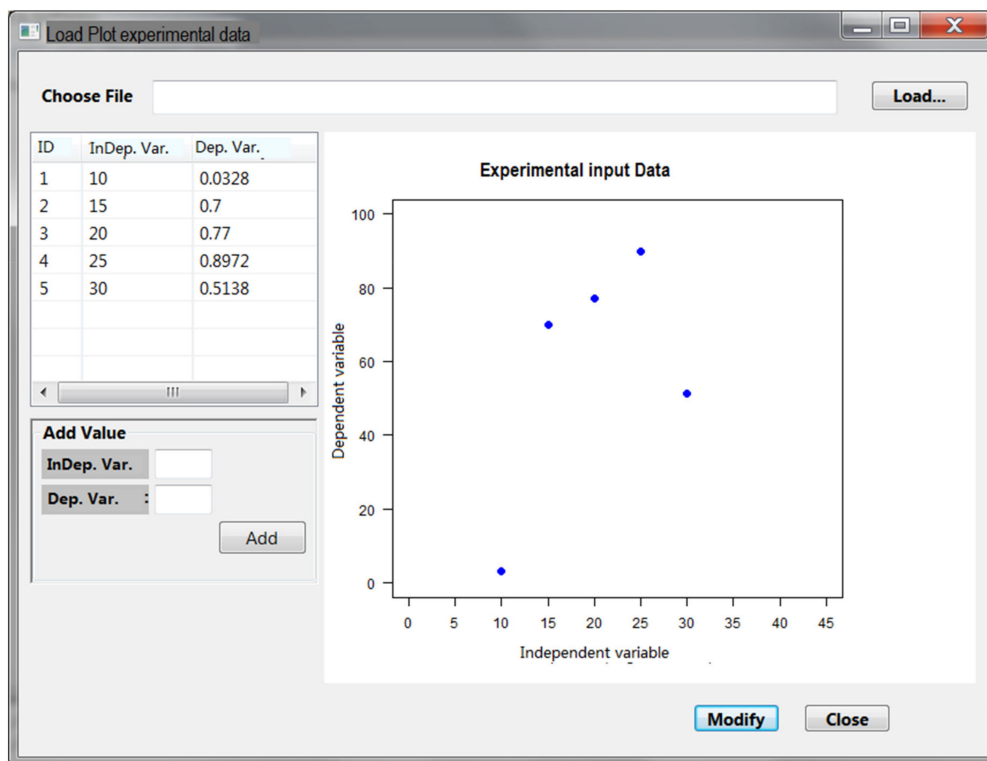 Load Plot experimental data
Choose File
Load...
ID InDep. Var. Dep. Var.
1 10 0.0328
2 15 0.7
3 20 0.77
4 25 0.8972
5 30 0.5138
Add Value
InDep. Var.
Dep. Var. :
Add
Experimental input Data
Dependent variable
100
80
60
40
20
0
0 5 10 15 20 25 30 35 40 45
Independent variable
Modify Close